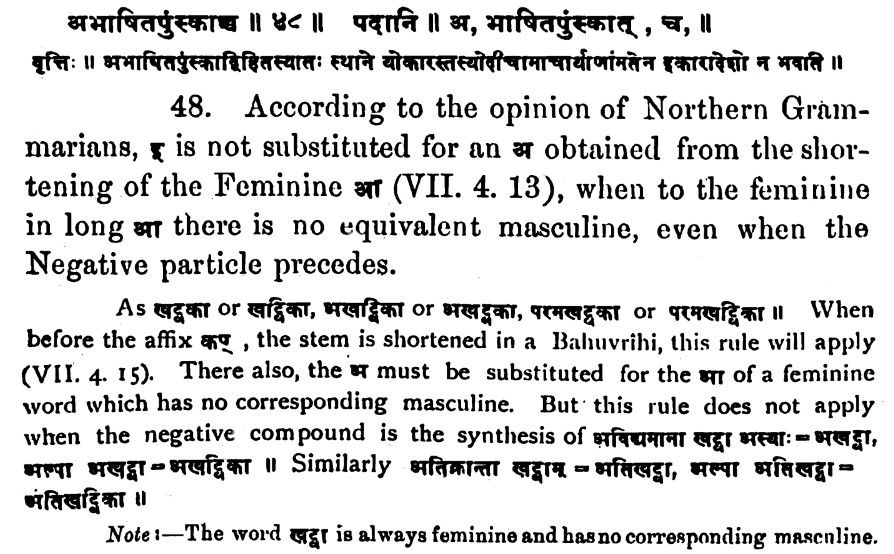 अभाषितपुंस्काच्च ॥ ४८ ॥ पदानि ॥ अ, भाषितपुंस्कात् , च, ॥
वृत्तिः ॥ अभाषितपुंस्काद्विहितस्यातः स्थाने योकारस्तस्योदीचामाचार्याणांमतेन इकारादेशो न भवति ॥
48. According to the opinion of Northern Gram-
marians, इ is not substituted for an अ obtained from the shor-
tening of the Feminine आ (VII. 4. 13), when to the feminine
in long आ there is no equivalent masculine, even when the
Negative particle precedes.
As खट्वका or खट्विका, अखट्विका or अखट्वका, परमखट्वका or परमखट्विका ॥ When
before the affix कप् , the stem is shortened in a Bahuvrîhi, this rule will apply
(VII. 4. 15). There also, the अ must be substituted for the आ of a feminine
word which has no corresponding masculine. But this rule does not apply
when the negative compound is the synthesis of अविद्यमाना खट्वा अस्याः = अखट्वा,
अल्पा अखट्वा = अखट्विका ॥ Similarly अतिक्रान्ता खट्वाम् = अतिखट्वा, अल्पा अतिखट्वा =
अतिखट्विका ॥
Note:—The word खट्वा is always feminine and has no corresponding masculine.